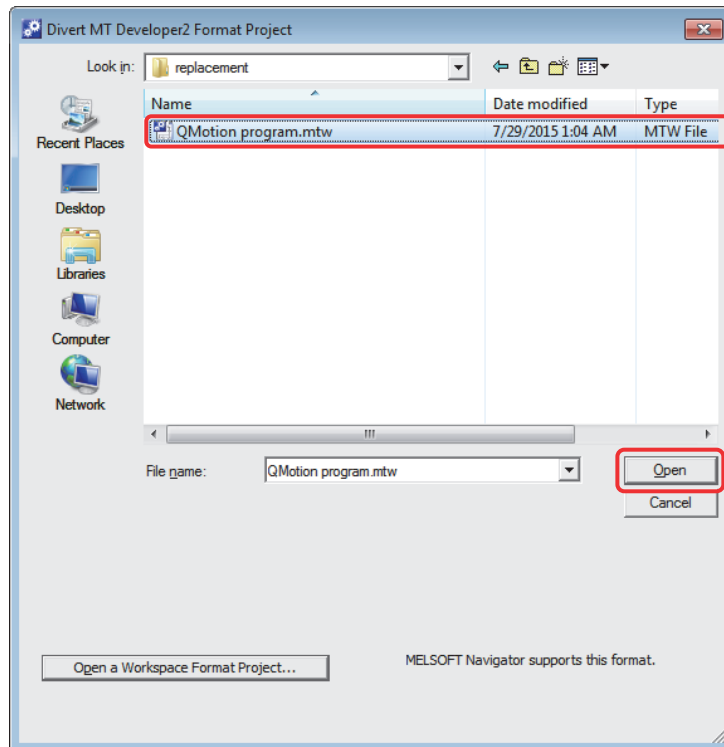 Divert MT Developer2 Format Project
Look in: replacement
Name Date modified Type
QMotion program.mtw 7/29/2015 1:04 AM MTW File
Recent Places
Desktop
Libraries
Computer
Network
File name: QMotion program.mtw Open
Cancel
Open a Workspace Format Project... MELSOFT Navigator supports this format.